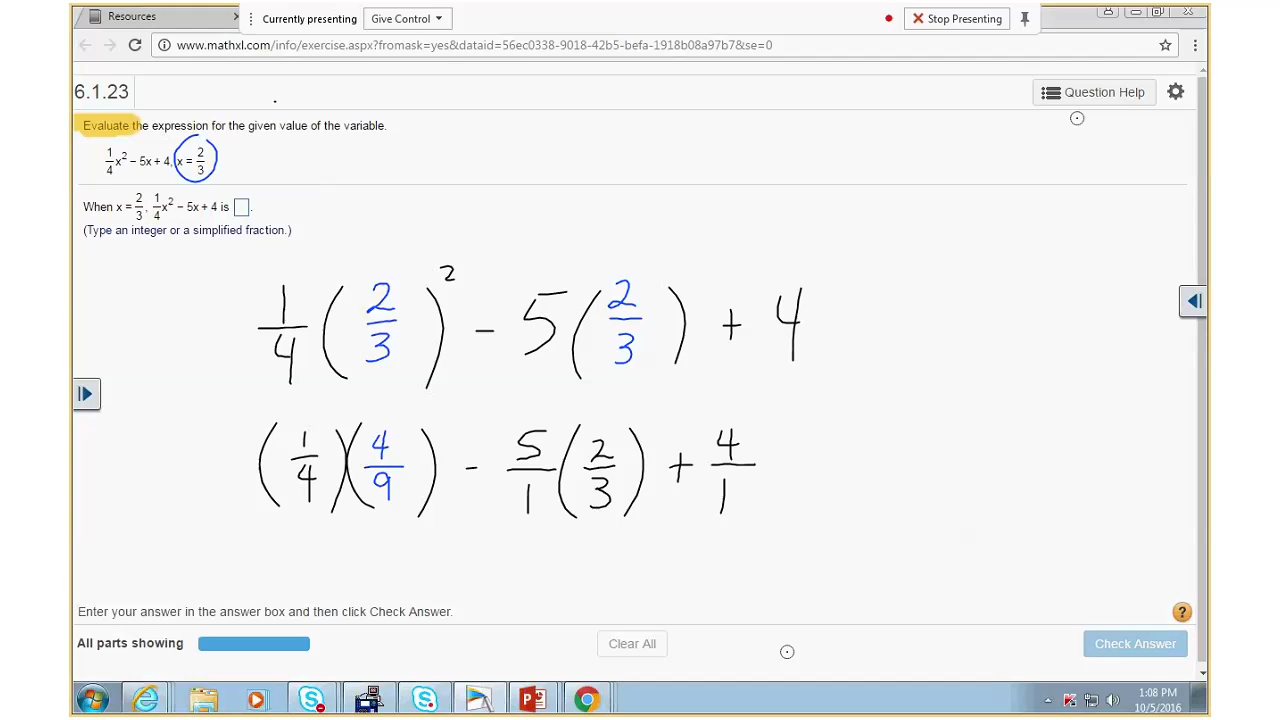 Resources × Currently presenting Give Control ▾ Stop Presenting
www.mathxl.com/info/exercise.aspx?fromask=yes&dataid=56ec0338-9018-42b5-befa-1918b08a97b7&se=0
6.1.23 Question Help
Evaluate the expression for the given value of the variable.
1/4 x² − 5x + 4, x = 2/3
When x = 2/3, 1/4 x² − 5x + 4 is .
(Type an integer or a simplified fraction.)
1/4 (2/3)² − 5(2/3) + 4
(1/4)(4/9) − 5/1(2/3) + 4/1
Enter your answer in the answer box and then click Check Answer.
?
All parts showing Clear All Check Answer
1:08 PM
10/5/2016